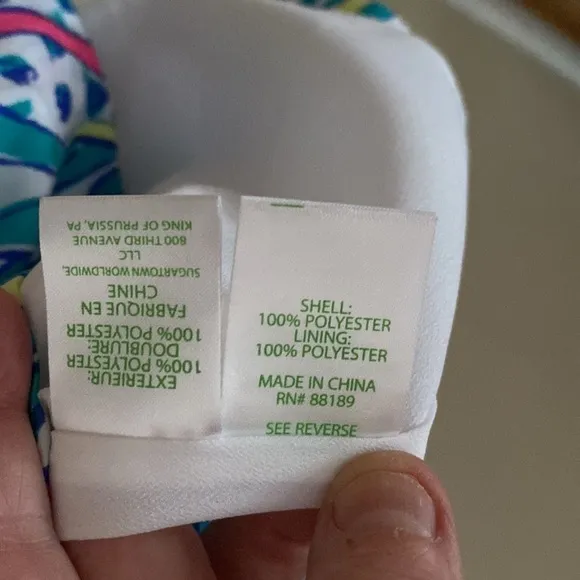 EXTERIEUR:
100% POLYESTER
DOUBLURE:
100% POLYESTER
FABRIQUE EN
CHINE
SUGARTOWN WORLDWIDE,
LLC
800 THIRD AVENUE
KING OF PRUSSIA, PA
SHELL:
100% POLYESTER
LINING:
100% POLYESTER
MADE IN CHINA
RN# 88189
SEE REVERSE